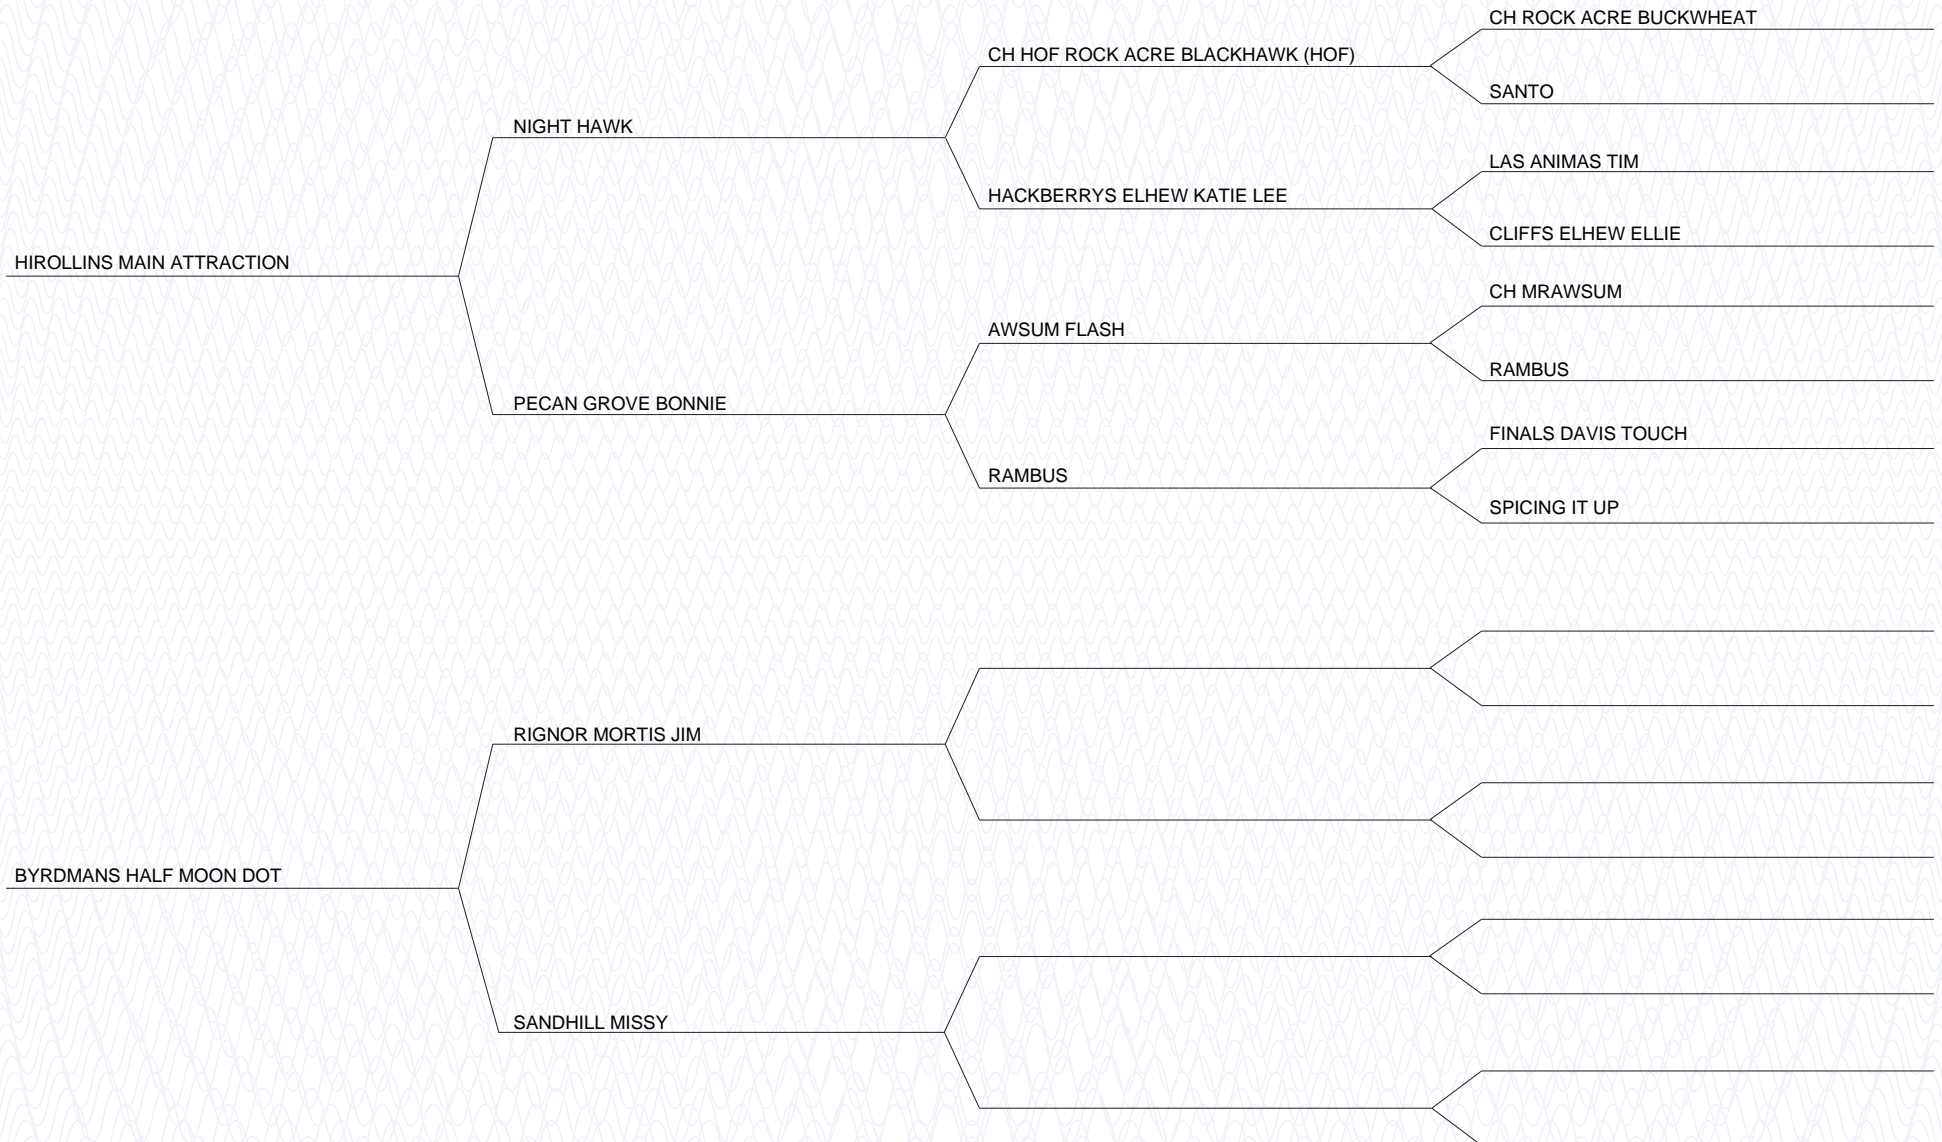 CH ROCK ACRE BUCKWHEAT
CH HOF ROCK ACRE BLACKHAWK (HOF)
SANTO
NIGHT HAWK
LAS ANIMAS TIM
HACKBERRYS ELHEW KATIE LEE
CLIFFS ELHEW ELLIE
HIROLLINS MAIN ATTRACTION
CH MRAWSUM
AWSUM FLASH
RAMBUS
PECAN GROVE BONNIE
FINALS DAVIS TOUCH
RAMBUS
SPICING IT UP
RIGNOR MORTIS JIM
BYRDMANS HALF MOON DOT
SANDHILL MISSY